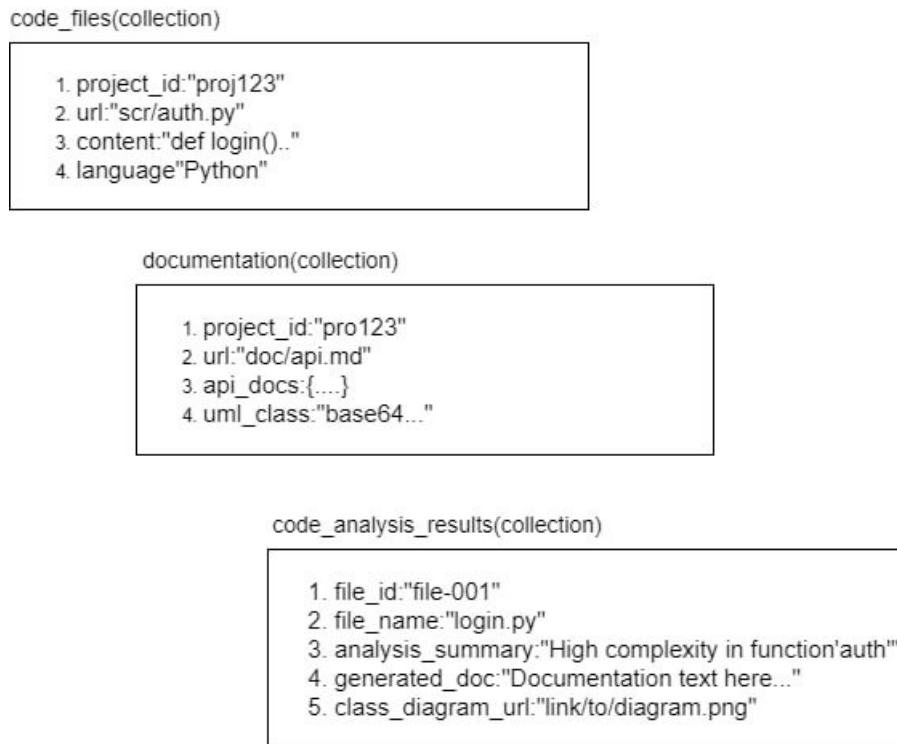 code_files(collection)
1. project_id:"proj123"
2. url:"scr/auth.py"
3. content:"def login().."
4. language"Python"
documentation(collection)
1. project_id:"pro123"
2. url:"doc/api.md"
3. api_docs:{....}
4. uml_class:"base64..."
code_analysis_results(collection)
1. file_id:"file-001"
2. file_name:"login.py"
3. analysis_summary:"High complexity in function'auth'"
4. generated_doc:"Documentation text here..."
5. class_diagram_url:"link/to/diagram.png"